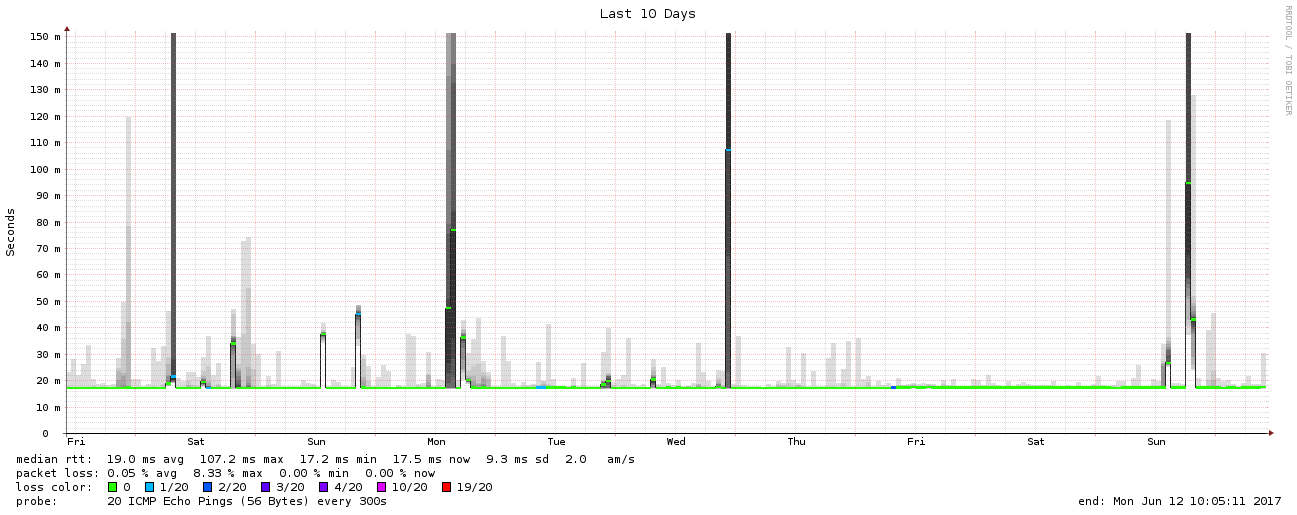 Last 10 Days
RRDTOOL / TOBI OETIKER
Seconds
150 m
140 m
130 m
120 m
110 m
100 m
90 m
80 m
70 m
60 m
50 m
40 m
30 m
20 m
10 m
0
Fri Sat Sun Mon Tue Wed Thu Fri Sat Sun
median rtt: 19.0 ms avg 107.2 ms max 17.2 ms min 17.5 ms now 9.3 ms sd 2.0 am/s
packet loss: 0.05 % avg 8.33 % max 0.00 % min 0.00 % now
loss color: 0 1/20 2/20 3/20 4/20 10/20 19/20
probe: 20 ICMP Echo Pings (56 Bytes) every 300s end: Mon Jun 12 10:05:11 2017